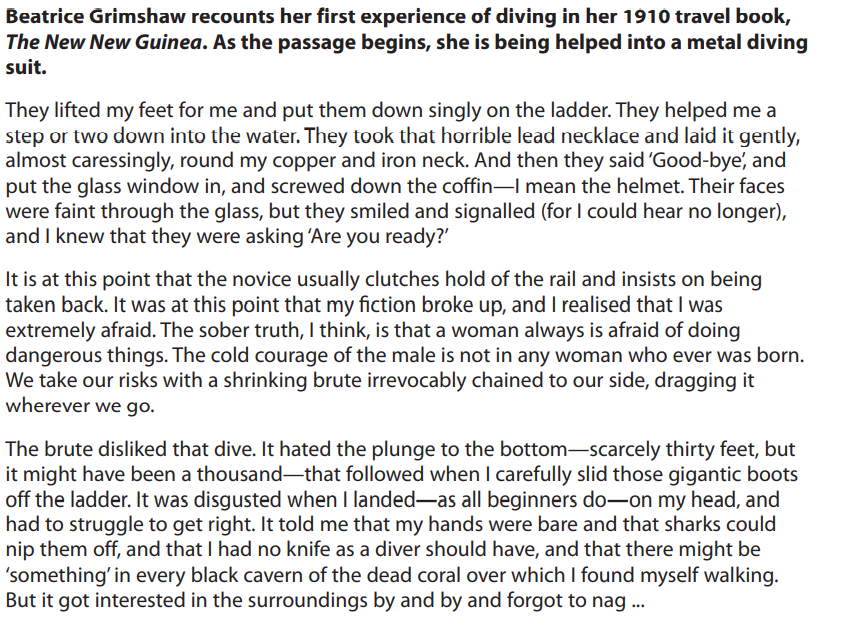 Beatrice Grimshaw recounts her first experience of diving in her 1910 travel book,
The New New Guinea. As the passage begins, she is being helped into a metal diving
suit.
They lifted my feet for me and put them down singly on the ladder. They helped me a
step or two down into the water. They took that horrible lead necklace and laid it gently,
almost caressingly, round my copper and iron neck. And then they said ‘Good-bye’, and
put the glass window in, and screwed down the coffin—I mean the helmet. Their faces
were faint through the glass, but they smiled and signalled (for I could hear no longer),
and I knew that they were asking ‘Are you ready?’
It is at this point that the novice usually clutches hold of the rail and insists on being
taken back. It was at this point that my fiction broke up, and I realised that I was
extremely afraid. The sober truth, I think, is that a woman always is afraid of doing
dangerous things. The cold courage of the male is not in any woman who ever was born.
We take our risks with a shrinking brute irrevocably chained to our side, dragging it
wherever we go.
The brute disliked that dive. It hated the plunge to the bottom—scarcely thirty feet, but
it might have been a thousand—that followed when I carefully slid those gigantic boots
off the ladder. It was disgusted when I landed—as all beginners do—on my head, and
had to struggle to get right. It told me that my hands were bare and that sharks could
nip them off, and that I had no knife as a diver should have, and that there might be
‘something’ in every black cavern of the dead coral over which I found myself walking.
But it got interested in the surroundings by and by and forgot to nag ...